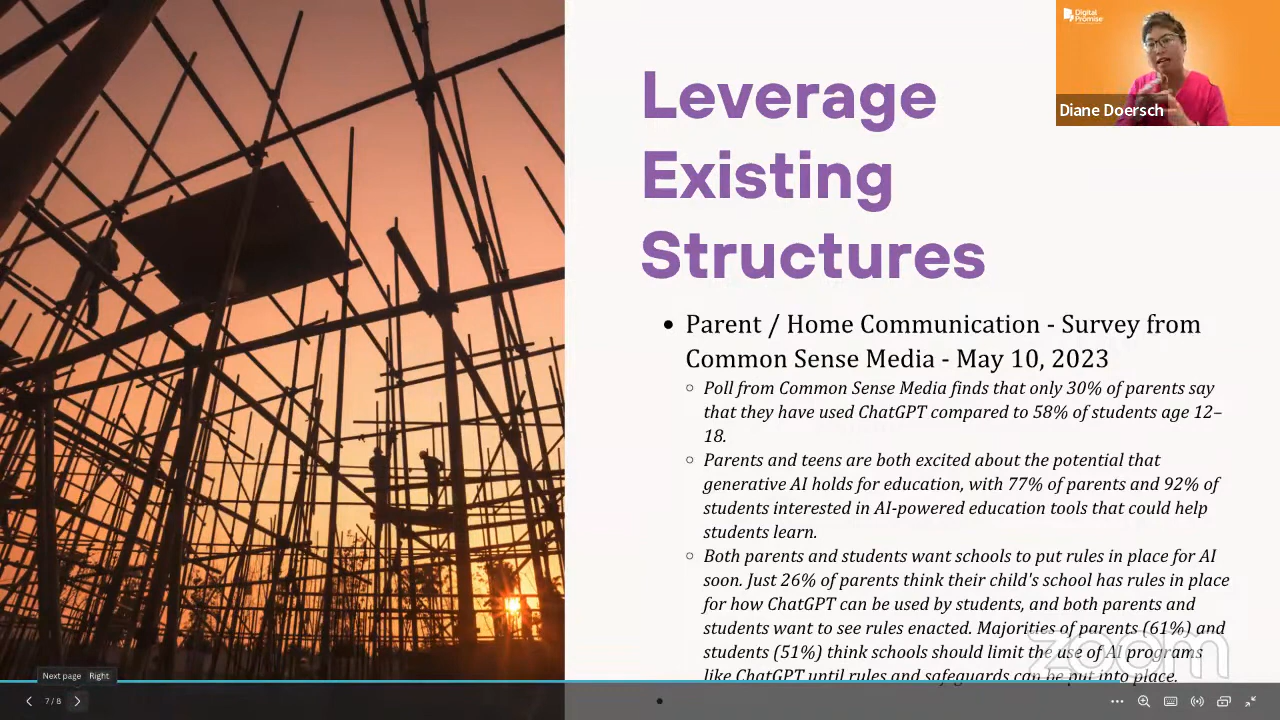 Leverage
Existing
Structures
Digital
Promise
Diane Doersch
• Parent / Home Communication - Survey from
Common Sense Media - May 10, 2023
○ Poll from Common Sense Media finds that only 30% of parents say
that they have used ChatGPT compared to 58% of students age 12–
18.
○ Parents and teens are both excited about the potential that
generative AI holds for education, with 77% of parents and 92% of
students interested in AI-powered education tools that could help
students learn.
○ Both parents and students want schools to put rules in place for AI
soon. Just 26% of parents think their child's school has rules in place
for how ChatGPT can be used by students, and both parents and
students want to see rules enacted. Majorities of parents (61%) and
students (51%) think schools should limit the use of AI programs
like ChatGPT until rules and safeguards can be put into place.
zoom
Next page Right
7 / 8